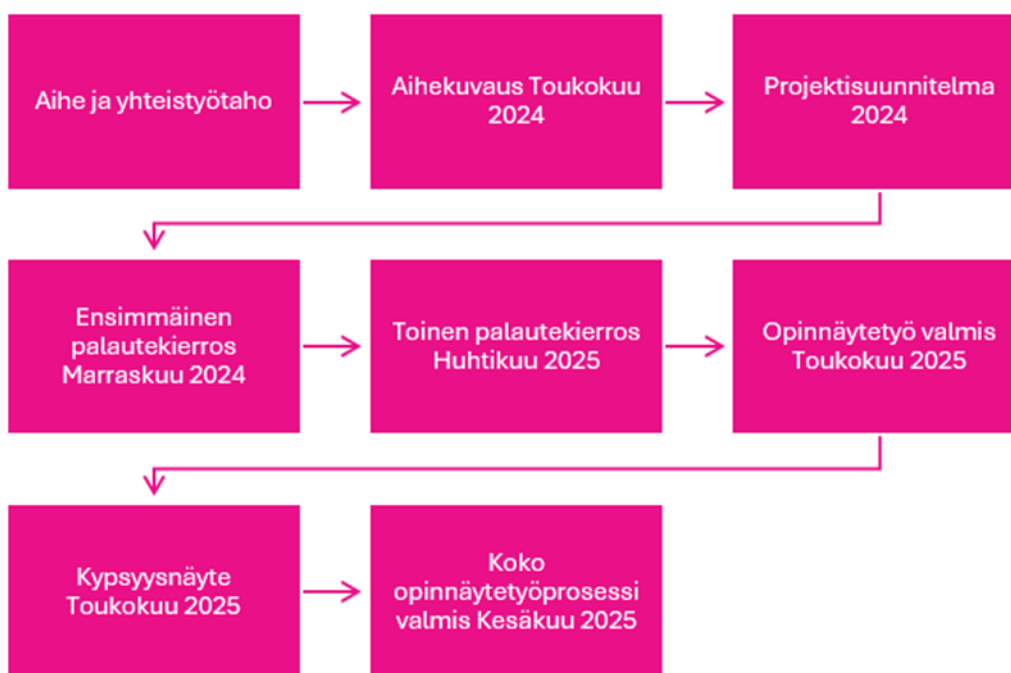 Aihe ja yhteistyötaho
Aihekuvaus Toukokuu
2024
Projektisuunnitelma
2024
Ensimmäinen
palautekierros
Marraskuu 2024
Toinen palautekierros
Huhtikuu 2025
Opinnäytetyö valmis
Toukokuu 2025
Kypsyysnäyte
Toukokuu 2025
Koko
opinnäytetyöprosessi
valmis Kesäkuu 2025